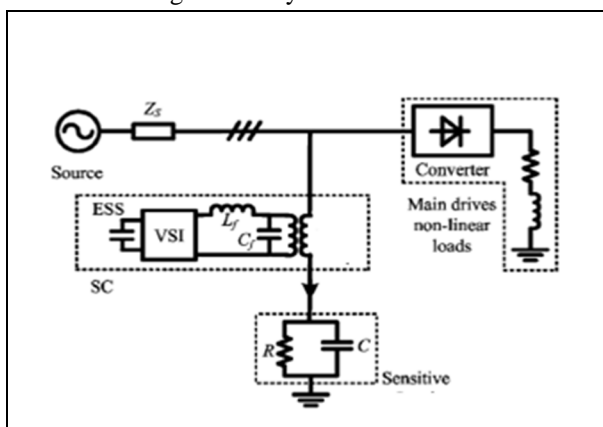 Z_S
Source
Converter
Main drives
non-linear
loads
ESS
VSI
L_f
C_f
SC
R
C
Sensitive